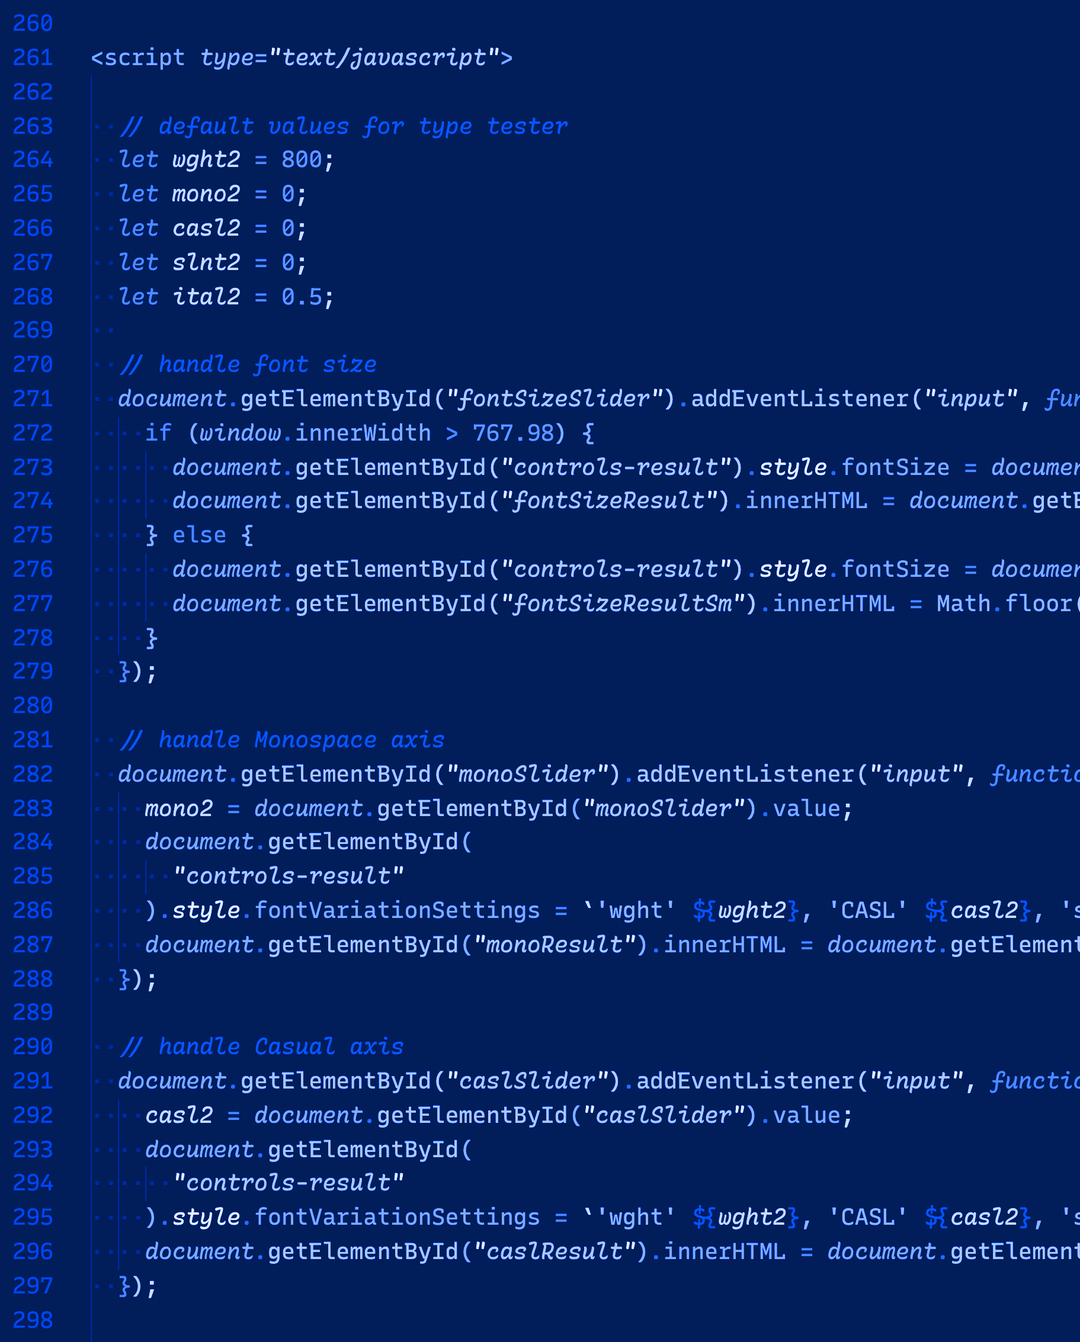 260
261 <script type="text/javascript">
262
263 // default values for type tester
264 let wght2 = 800;
265 let mono2 = 0;
266 let casl2 = 0;
267 let slnt2 = 0;
268 let ital2 = 0.5;
269
270 // handle font size
271 document.getElementById("fontSizeSlider").addEventListener("input", fun
272 if (window.innerWidth > 767.98) {
273 document.getElementById("controls-result").style.fontSize = documen
274 document.getElementById("fontSizeResult").innerHTML = document.getE
275 } else {
276 document.getElementById("controls-result").style.fontSize = documen
277 document.getElementById("fontSizeResultSm").innerHTML = Math.floor(
278 }
279 });
280
281 // handle Monospace axis
282 document.getElementById("monoSlider").addEventListener("input", functio
283 mono2 = document.getElementById("monoSlider").value;
284 document.getElementById(
285 "controls-result"
286 ).style.fontVariationSettings = `'wght' ${wght2}, 'CASL' ${casl2}, 's
287 document.getElementById("monoResult").innerHTML = document.getElement
288 });
289
290 // handle Casual axis
291 document.getElementById("caslSlider").addEventListener("input", functio
292 casl2 = document.getElementById("caslSlider").value;
293 document.getElementById(
294 "controls-result"
295 ).style.fontVariationSettings = `'wght' ${wght2}, 'CASL' ${casl2}, 's
296 document.getElementById("caslResult").innerHTML = document.getElement
297 });
298